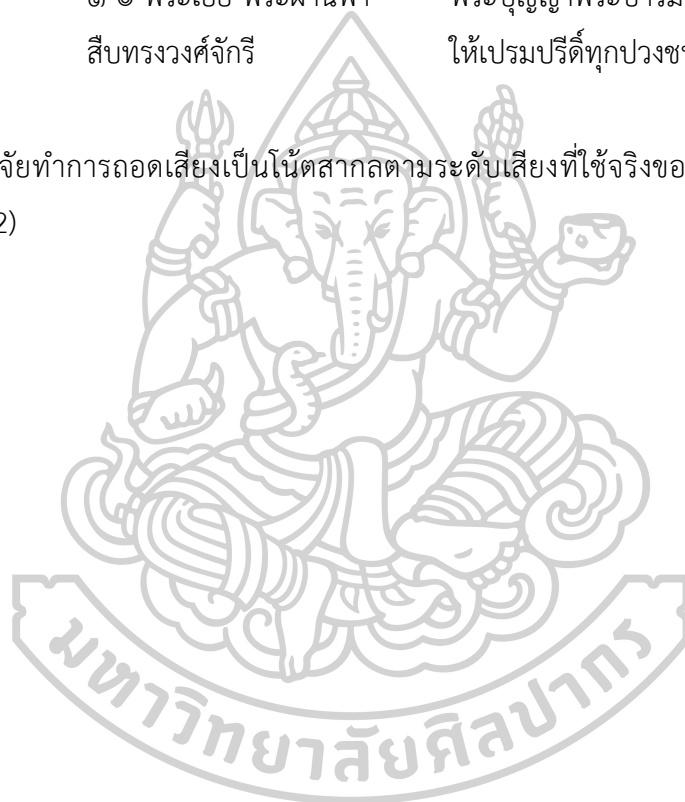 สืบทรงวงศ์จักรี ให้เปรมปรีดิ์ทุกปวงช
จัยทำการถอดเสียงเป็นโน้ตสากลตามระดับเสียงที่ใช้จริงขอ
2)
มหาวิทยาลัยศิลปากร